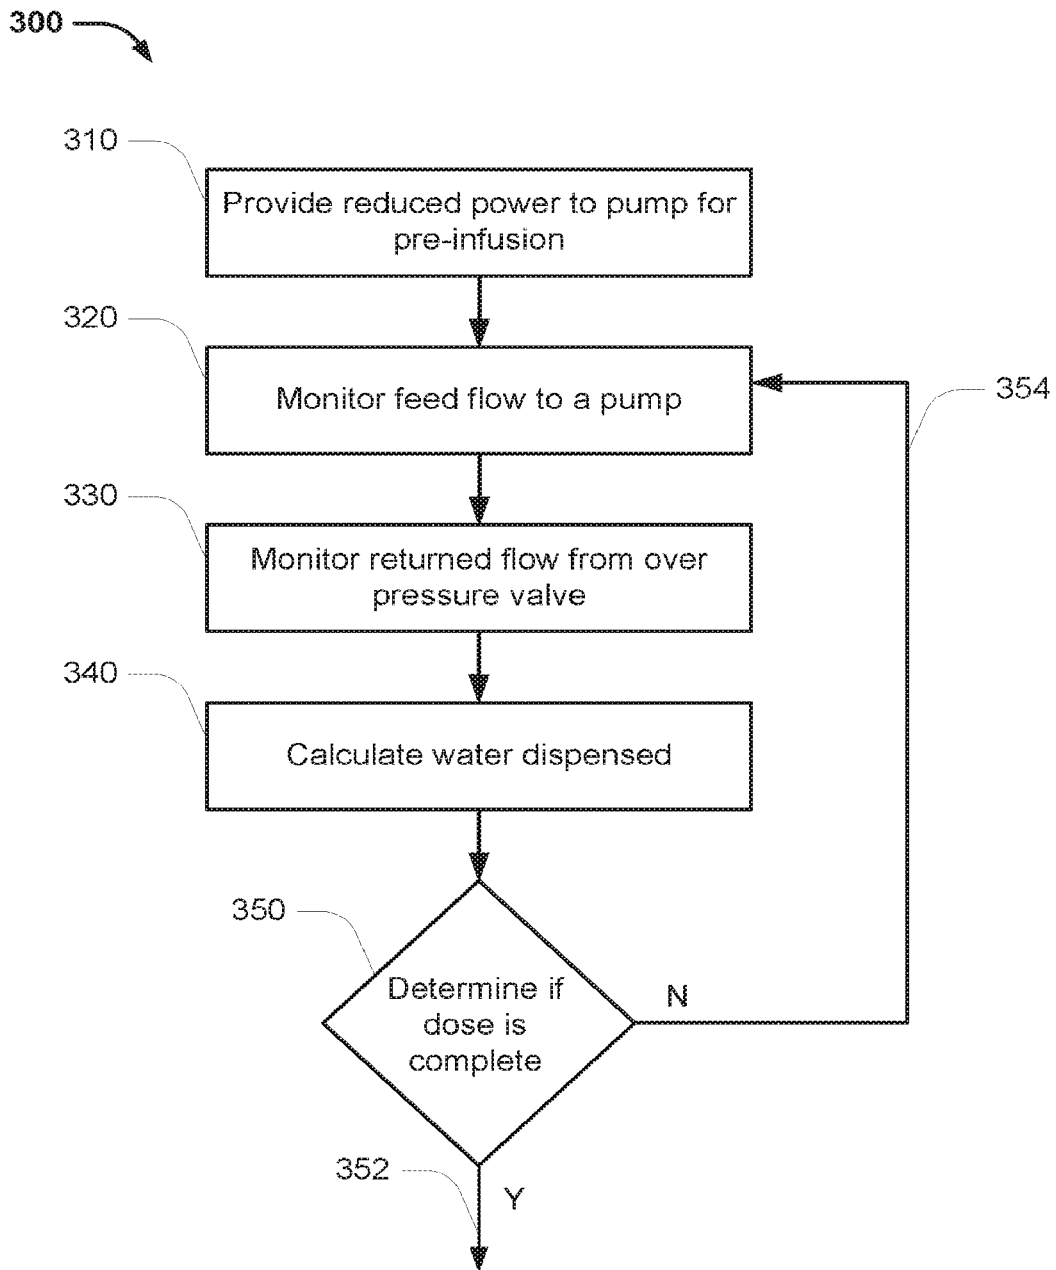 300
310
Provide reduced power to pump for
pre-infusion
320
Monitor feed flow to a pump
354
330
Monitor returned flow from over
pressure valve
340
Calculate water dispensed
350
Determine if
dose is
complete
N
352
Y